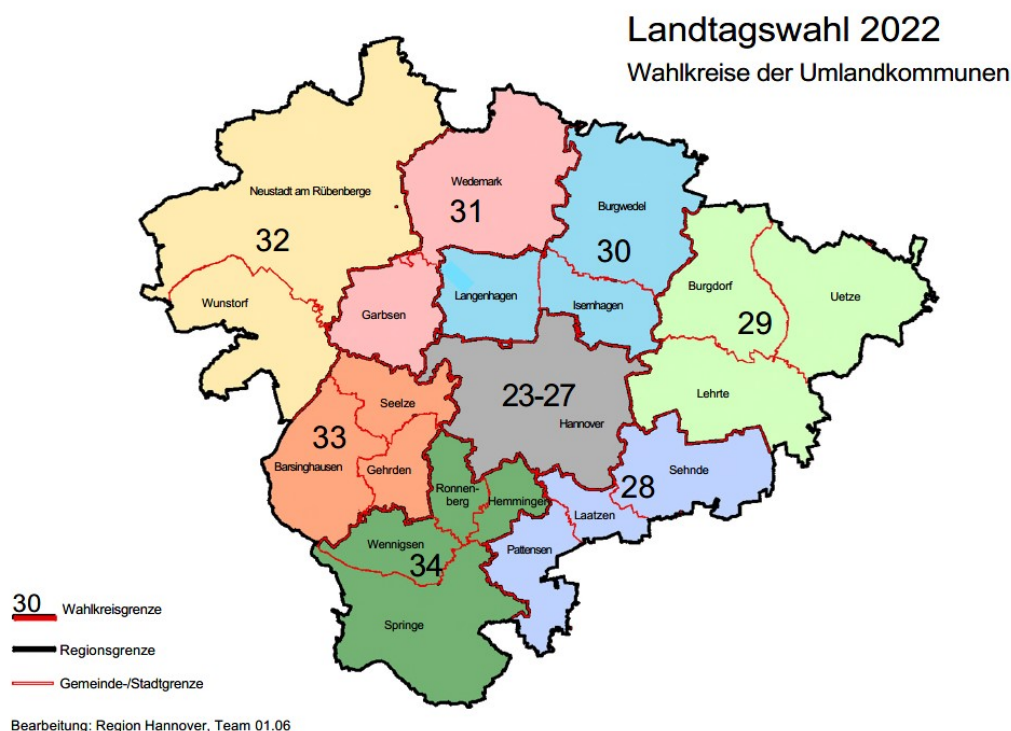 Landtagswahl 2022
Wahlkreise der Umlandkommunen
Neustadt am Rübenberge
32
Wunstorf
Wedemark
31
Garbsen
Burgwedel
30
Langenhagen
Isernhagen
Burgdorf
Uetze
29
Lehrte
23-27
Hannover
Seelze
33
Barsinghausen
Gehrden
Ronnen-
berg
Hemmingen
Wennigsen
34
Springe
Sehnde
28
Laatzen
Pattensen
30
Wahlkreisgrenze
Regionsgrenze
Gemeinde-/Stadtgrenze
Bearbeitung: Region Hannover, Team 01.06